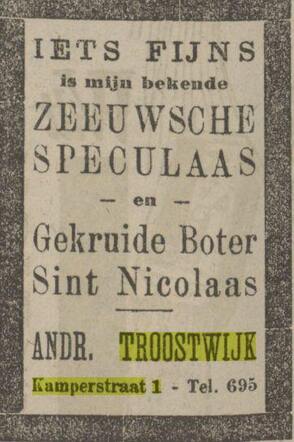 IETS FIJNS
is mijn bekende
ZEEUWSCHE
SPECULAAS
— en —
Gekruide Boter
Sint Nicolaas
ANDR. TROOSTWIJK
Kamperstraat 1 - Tel. 695